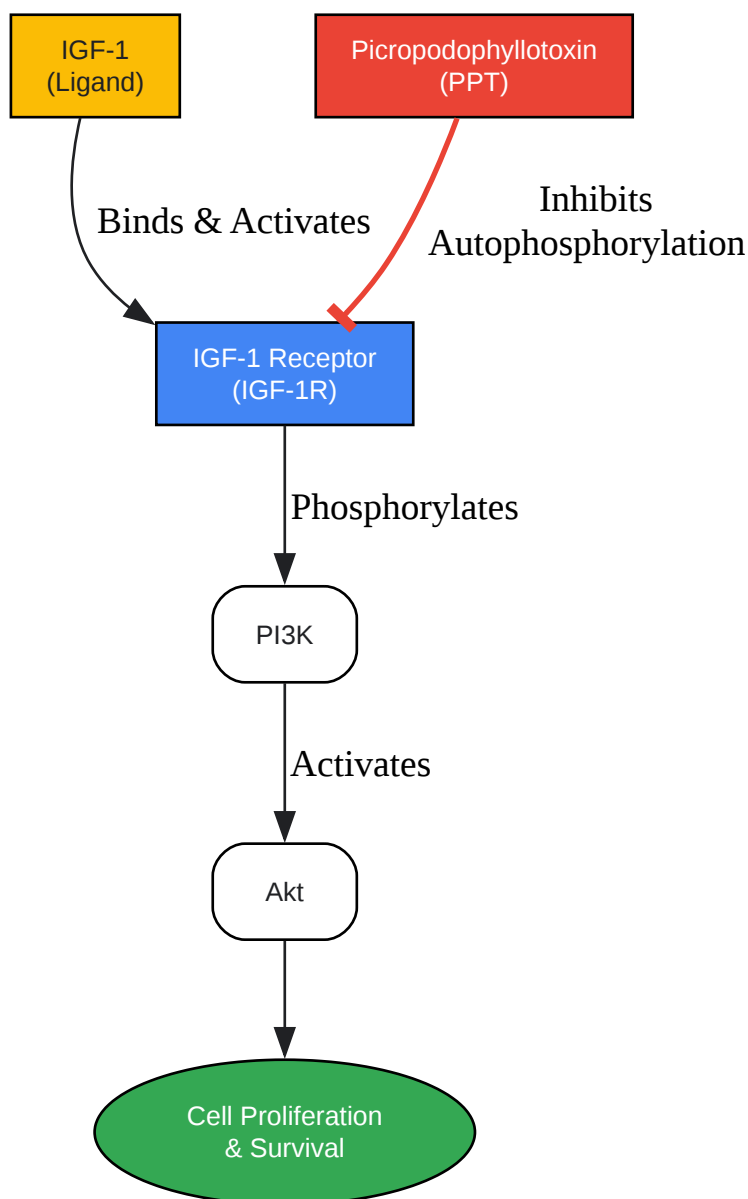 IGF-1
(Ligand)
Picropodophyllotoxin
(PPT)
Binds & Activates
Inhibits
Autophosphorylation
IGF-1 Receptor
(IGF-1R)
Phosphorylates
PI3K
Activates
Akt
Cell Proliferation
& Survival